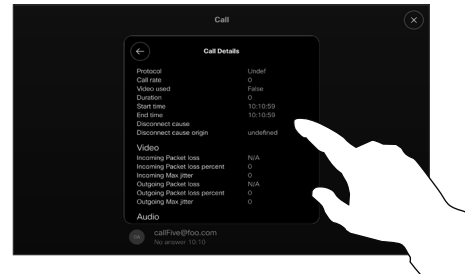 Call
Call Details
Protocol Undef
Call rate 0
Video used False
Duration 0
Start time 10:10:59
End time 10:10:59
Disconnect cause
Disconnect cause origin undefined
Video
Incoming Packet loss N/A
Incoming Packet loss percent 0
Incoming Max jitter 0
Outgoing Packet loss N/A
Outgoing Packet loss percent 0
Outgoing Max jitter 0
Audio
callFive@foo.com
No answer 10:10